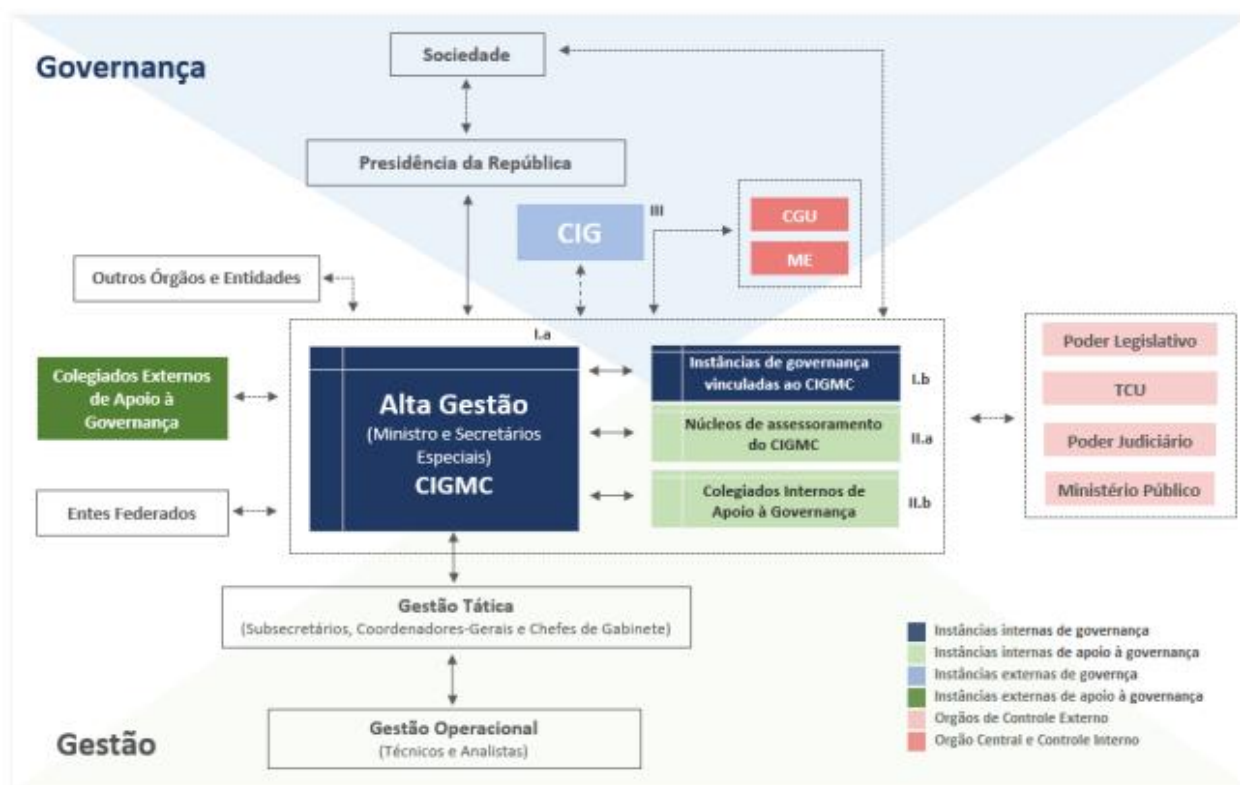 Governança
Sociedade
Presidência da República
CIG
III
CGU
ME
Outros Órgãos e Entidades
I.a
Colegiados Externos
de Apoio à
Governança
Entes Federados
Alta Gestão
(Ministro e Secretários
Especiais)
CIGMC
Instâncias de governança
vinculadas ao CIGMC
I.b
Núcleos de assessoramento
do CIGMC
II.a
Colegiados Internos de
Apoio à Governança
II.b
Poder Legislativo
TCU
Poder Judiciário
Ministério Público
Gestão Tática
(Subsecretários, Coordenadores-Gerais e Chefes de Gabinete)
Gestão Operacional
(Técnicos e Analistas)
Gestão
Instâncias internas de governança
Instâncias internas de apoio à governança
Instâncias externas de governça
Instâncias externas de apoio à governança
Orgãos de Controle Externo
Orgão Central e Controle Interno